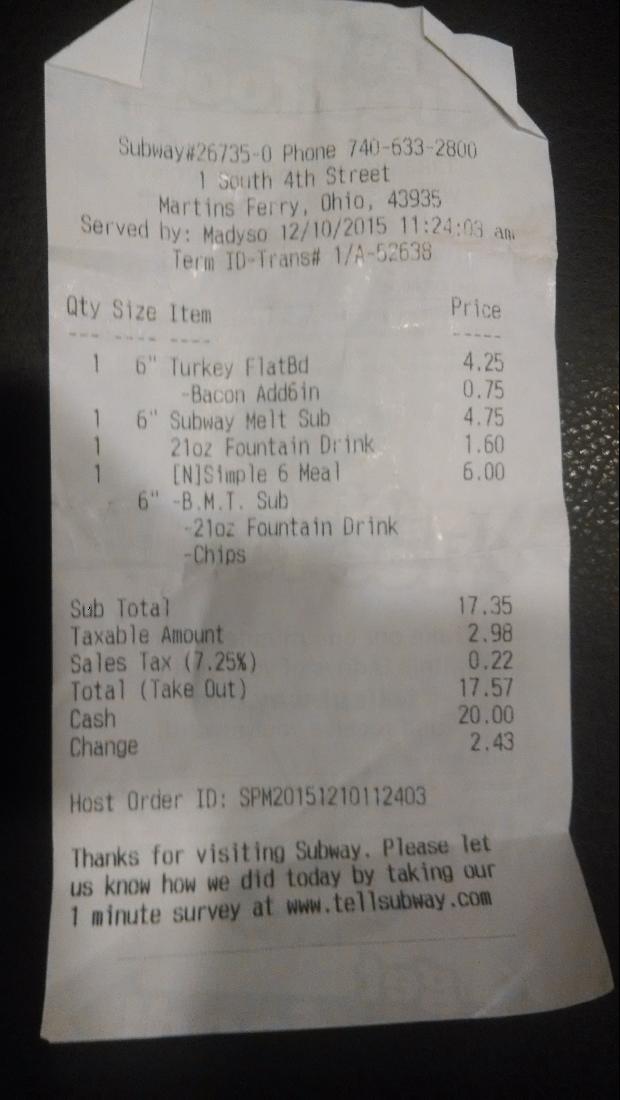 Subway#26735-0 Phone 740-633-2800
1 South 4th Street
Martins Ferry, Ohio, 43935
Served by: Madyso 12/10/2015 11:24:03 am
Term ID-Trans# 1/A-52638
Qty Size Item Price
--- ---- ---- -----
1 6" Turkey FlatBd 4.25
-Bacon Add6in 0.75
1 6" Subway Melt Sub 4.75
1 21oz Fountain Drink 1.60
1 [N]Simple 6 Meal 6.00
6" -B.M.T. Sub
-21oz Fountain Drink
-Chips
Sub Total 17.35
Taxable Amount 2.98
Sales Tax (7.25%) 0.22
Total (Take Out) 17.57
Cash 20.00
Change 2.43
Host Order ID: SPM20151210112403
Thanks for visiting Subway. Please let
us know how we did today by taking our
1 minute survey at www.tellsubway.com